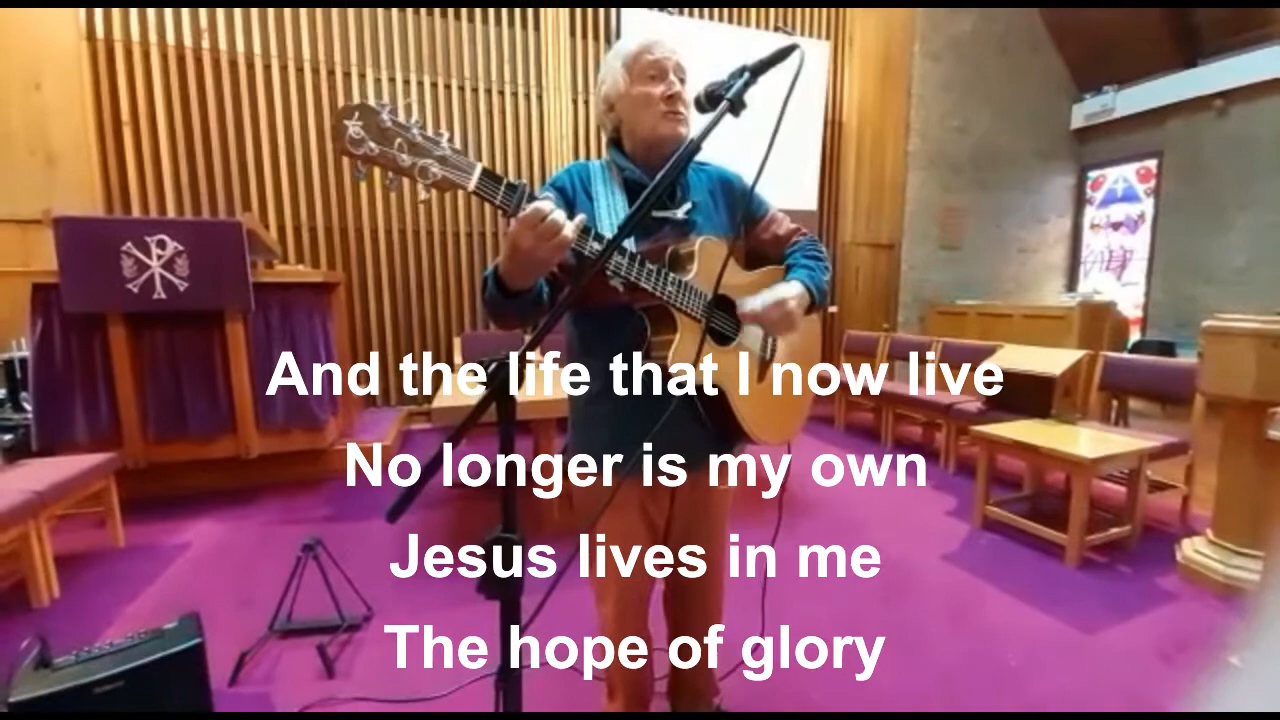 And the life that I now live
No longer is my own
Jesus lives in me
The hope of glory